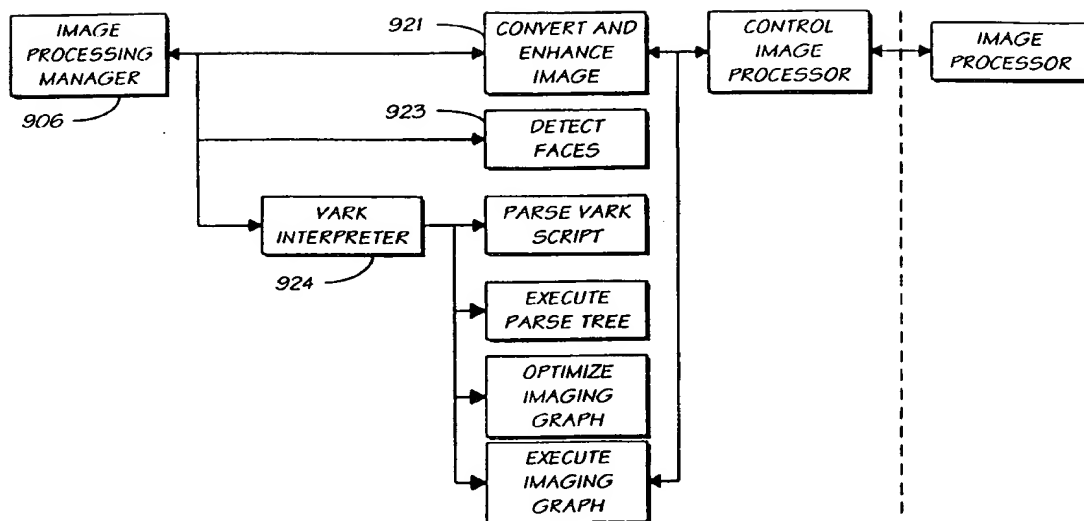 IMAGE
PROCESSING
MANAGER
906
921
CONVERT AND
ENHANCE
IMAGE
CONTROL
IMAGE
PROCESSOR
IMAGE
PROCESSOR
923
DETECT
FACES
VARK
INTERPRETER
924
PARSE VARK
SCRIPT
EXECUTE
PARSE TREE
OPTIMIZE
IMAGING
GRAPH
EXECUTE
IMAGING
GRAPH